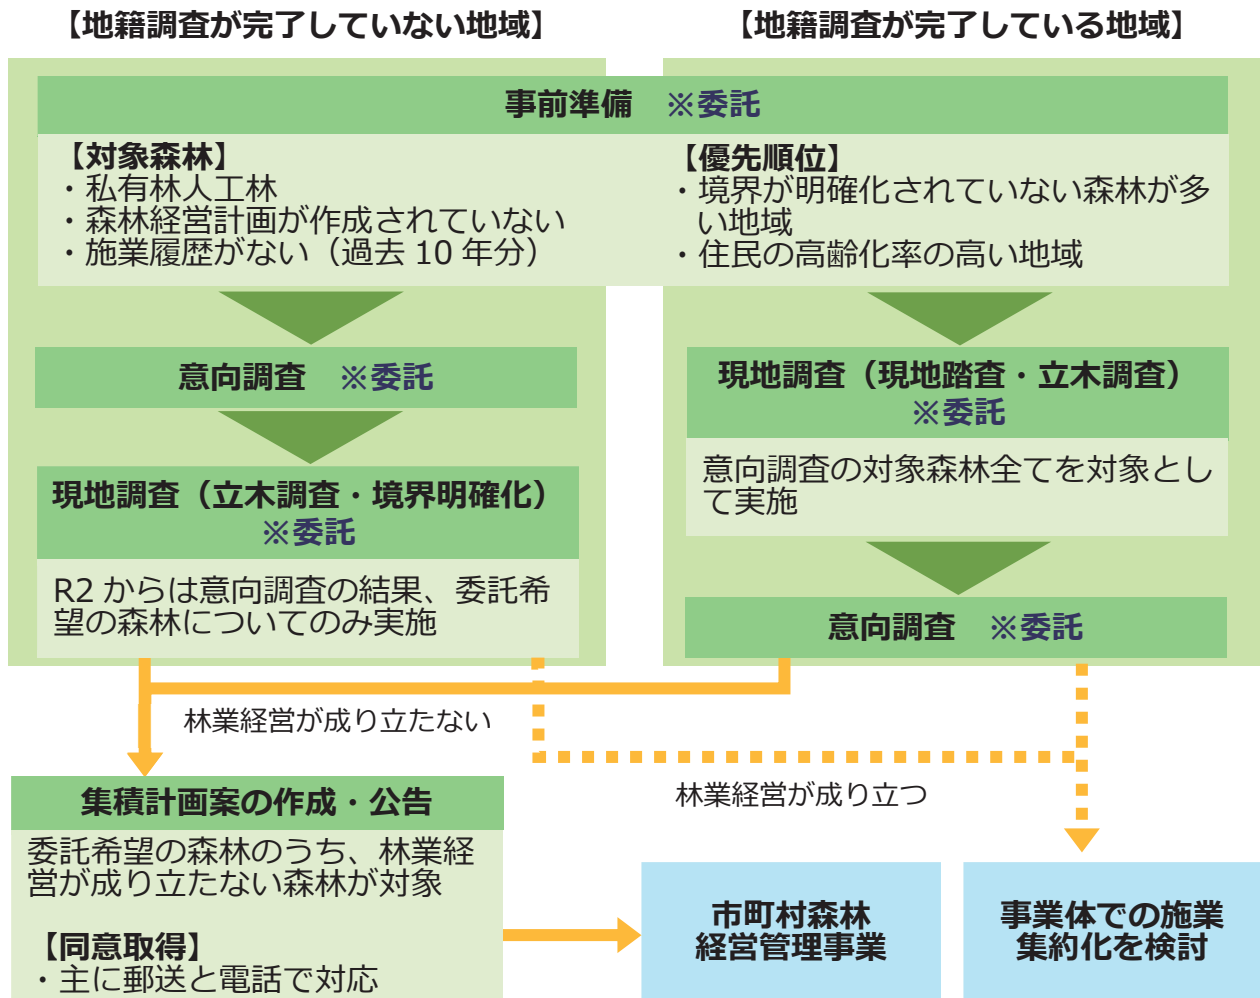 【地籍調査が完了していない地域】
【地籍調査が完了している地域】
事前準備　※委託
【対象森林】
・私有林人工林
・森林経営計画が作成されていない
・施業履歴がない（過去 10 年分）
【優先順位】
・境界が明確化されていない森林が多
い地域
・住民の高齢化率の高い地域
意向調査　※委託
現地調査（立木調査・境界明確化）
※委託
R2 からは意向調査の結果、委託希
望の森林についてのみ実施
現地調査（現地踏査・立木調査）
※委託
意向調査の対象森林全てを対象とし
て実施
意向調査　※委託
林業経営が成り立たない
林業経営が成り立つ
集積計画案の作成・公告
委託希望の森林のうち、林業経
営が成り立たない森林が対象
【同意取得】
・主に郵送と電話で対応
市町村森林
経営管理事業
事業体での施業
集約化を検討